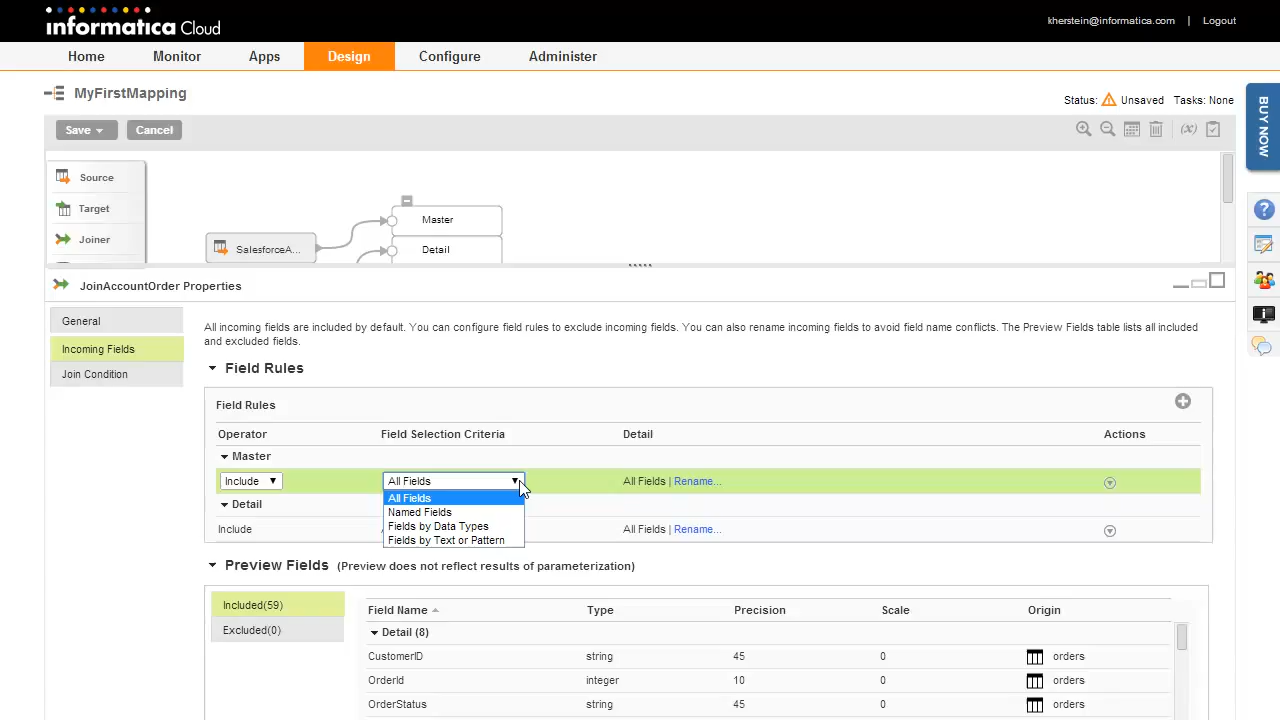 informatica Cloud
kherstein@informatica.com | Logout
Home Monitor Apps Design Configure Administer
MyFirstMapping
Status: Unsaved Tasks: None
BUY NOW
Save Cancel
(x)
Source
Target
Joiner
Master
SalesforceA... Detail
JoinAccountOrder Properties
General
Incoming Fields
Join Condition
All incoming fields are included by default. You can configure field rules to exclude incoming fields. You can also rename incoming fields to avoid field name conflicts. The Preview Fields table lists all included
and excluded fields.
Field Rules
Field Rules
Operator Field Selection Criteria Detail Actions
Master
Include All Fields All Fields | Rename...
All Fields
Named Fields
Fields by Data Types
Fields by Text or Pattern
Detail
Include All Fields | Rename...
Preview Fields (Preview does not reflect results of parameterization)
Included(59)
Excluded(0)
Field Name Type Precision Scale Origin
Detail (8)
CustomerID string 45 0 orders
OrderId integer 10 0 orders
OrderStatus string 45 0 orders